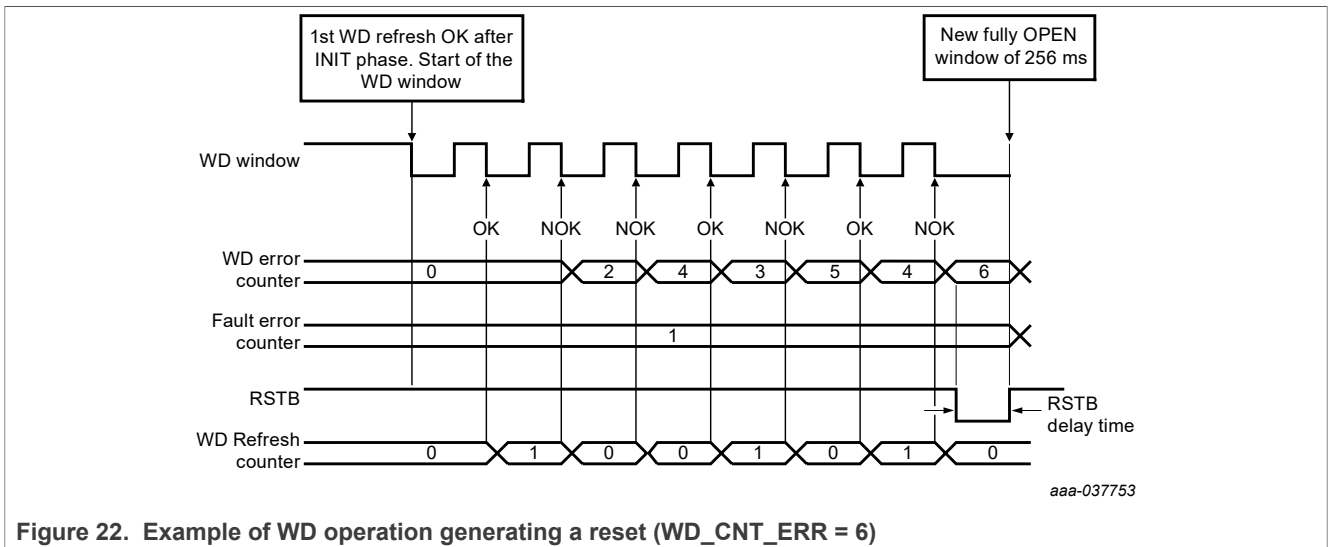 1st WD refresh OK after
INIT phase. Start of the
WD window
New fully OPEN
window of 256 ms
WD window
OK NOK NOK OK NOK OK NOK
WD error
counter
0 2 4 3 5 4 6
Fault error
counter
1
RSTB
RSTB
delay time
WD Refresh
counter
0 1 0 0 1 0 1 0
aaa-037753
Figure 22. Example of WD operation generating a reset (WD_CNT_ERR = 6)